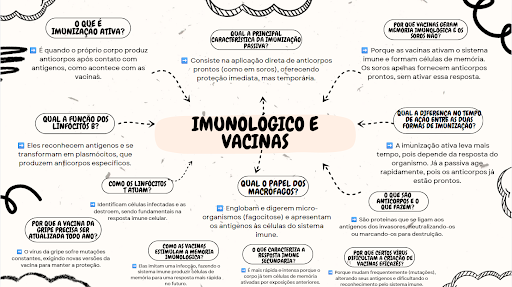 O QUE É
IMUNIZAÇÃO ATIVA?
É quando o próprio corpo produz
anticorpos após contato com
antígenos, como acontece com as
vacinas.
QUAL A PRINCIPAL
CARACTERÍSTICA DA IMUNIZAÇÃO
PASSIVA?
Consiste na aplicação direta de anticorpos
prontos (como em soros), oferecendo
proteção imediata, mas temporária.
POR QUE VACINAS GERAM
MEMÓRIA IMUNOLÓGICA E OS
SOROS NÃO?
Porque as vacinas ativam o sistema
imune e formam células de memória.
Os soros apenas fornecem anticorpos
prontos, sem ativar essa resposta.
QUAL A FUNÇÃO DOS
LINFÓCITOS B?
Eles reconhecem antígenos e se
transformam em plasmócitos, que
produzem anticorpos específicos.
IMUNOLÓGICO E
VACINAS
QUAL A DIFERENÇA NO TEMPO
DE AÇÃO ENTRE AS DUAS
FORMAS DE IMUNIZAÇÃO?
A imunização ativa leva mais
tempo, pois depende da resposta do
organismo. Já a passiva age
rapidamente, pois os anticorpos já
estão prontos.
COMO OS LINFÓCITOS
T ATUAM?
Identificam células infectadas e as
destroem, sendo fundamentais na
resposta imune celular.
QUAL O PAPEL DOS
MACRÓFAGOS?
Englobam e digerem micro-
organismos (fagocitose) e apresentam
os antígenos às células do sistema
imune.
O QUE SÃO
ANTICORPOS E O
QUE FAZEM?
São proteínas que se ligam aos
antígenos dos invasores, neutralizando-os
ou marcando-os para destruição.
POR QUE A VACINA DA
GRIPE PRECISA SER
ATUALIZADA TODO ANO?
O vírus da gripe sofre mutações
constantes, exigindo novas versões da
vacina para manter a proteção.
COMO AS VACINAS
ESTIMULAM A MEMÓRIA
IMUNOLÓGICA?
Elas imitam uma infecção, fazendo o
sistema imune produzir células de
memória para uma resposta mais rápida
no futuro.
O QUE CARACTERIZA A
RESPOSTA IMUNE
SECUNDÁRIA?
É mais rápida e intensa porque o
corpo já tem células de memória
ativadas por exposições anteriores.
POR QUE CERTOS VÍRUS
DIFICULTAM A CRIAÇÃO DE
VACINAS EFICAZES?
Porque mudam frequentemente (mutações),
alterando seus antígenos e dificultando o
reconhecimento pelo sistema imune.